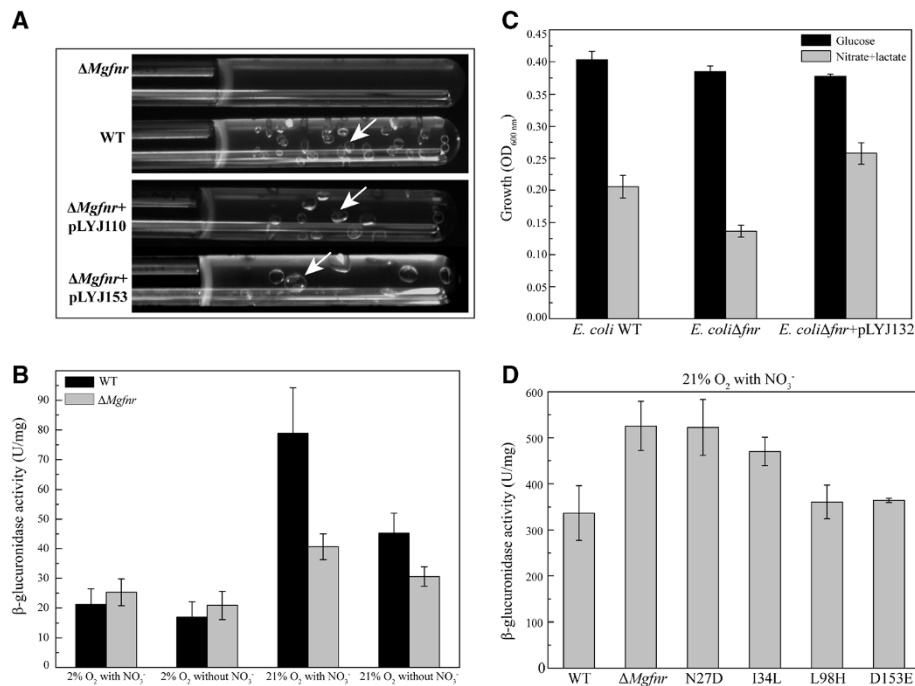 A
ΔMgfnr
WT
ΔMgfnr+
pLYJ110
ΔMgfnr+
pLYJ153
B
WT
ΔMgfnr
β-glucuronidase activity (U/mg)
90
80
70
60
50
40
30
20
10
0
2% O₂ with NO₃⁻
2% O₂ without NO₃⁻
21% O₂ with NO₃⁻
21% O₂ without NO₃⁻
C
Glucose
Nitrate+lactate
Growth (OD₆₀₀ ₙₘ)
0.40
0.35
0.30
0.25
0.20
0.15
0.10
0.05
0.00
E. coli WT
E. coliΔfnr
E. coliΔfnr+pLYJ132
D
21% O₂ with NO₃⁻
β-glucuronidase activity (U/mg)
600
500
400
300
200
100
0
WT
ΔMgfnr
N27D
I34L
L98H
D153E